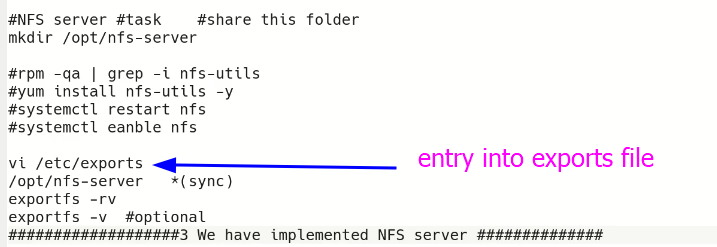 #NFS server #task    #share this folder
mkdir /opt/nfs-server
#rpm -qa | grep -i nfs-utils
#yum install nfs-utils -y
#systemctl restart nfs
#systemctl eanble nfs
vi /etc/exports
entry into exports file
/opt/nfs-server   *(sync)
exportfs -rv
exportfs -v  #optional
###################3 We have implemented NFS server ##############